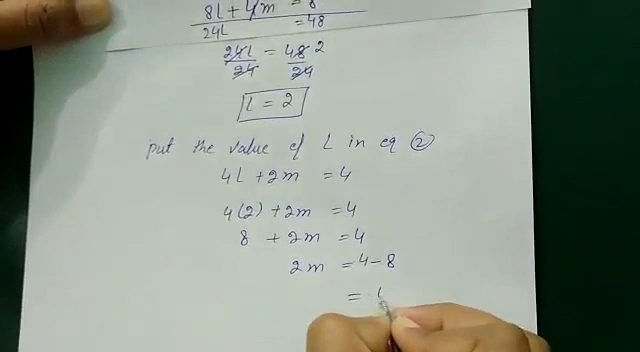 8L + 4m = 8
24L = 48
24L/24 = 48/24 2
L = 2
put the value of L in eq ②
4L + 2m = 4
4(2) + 2m = 4
8 + 2m = 4
2m = 4 - 8
=